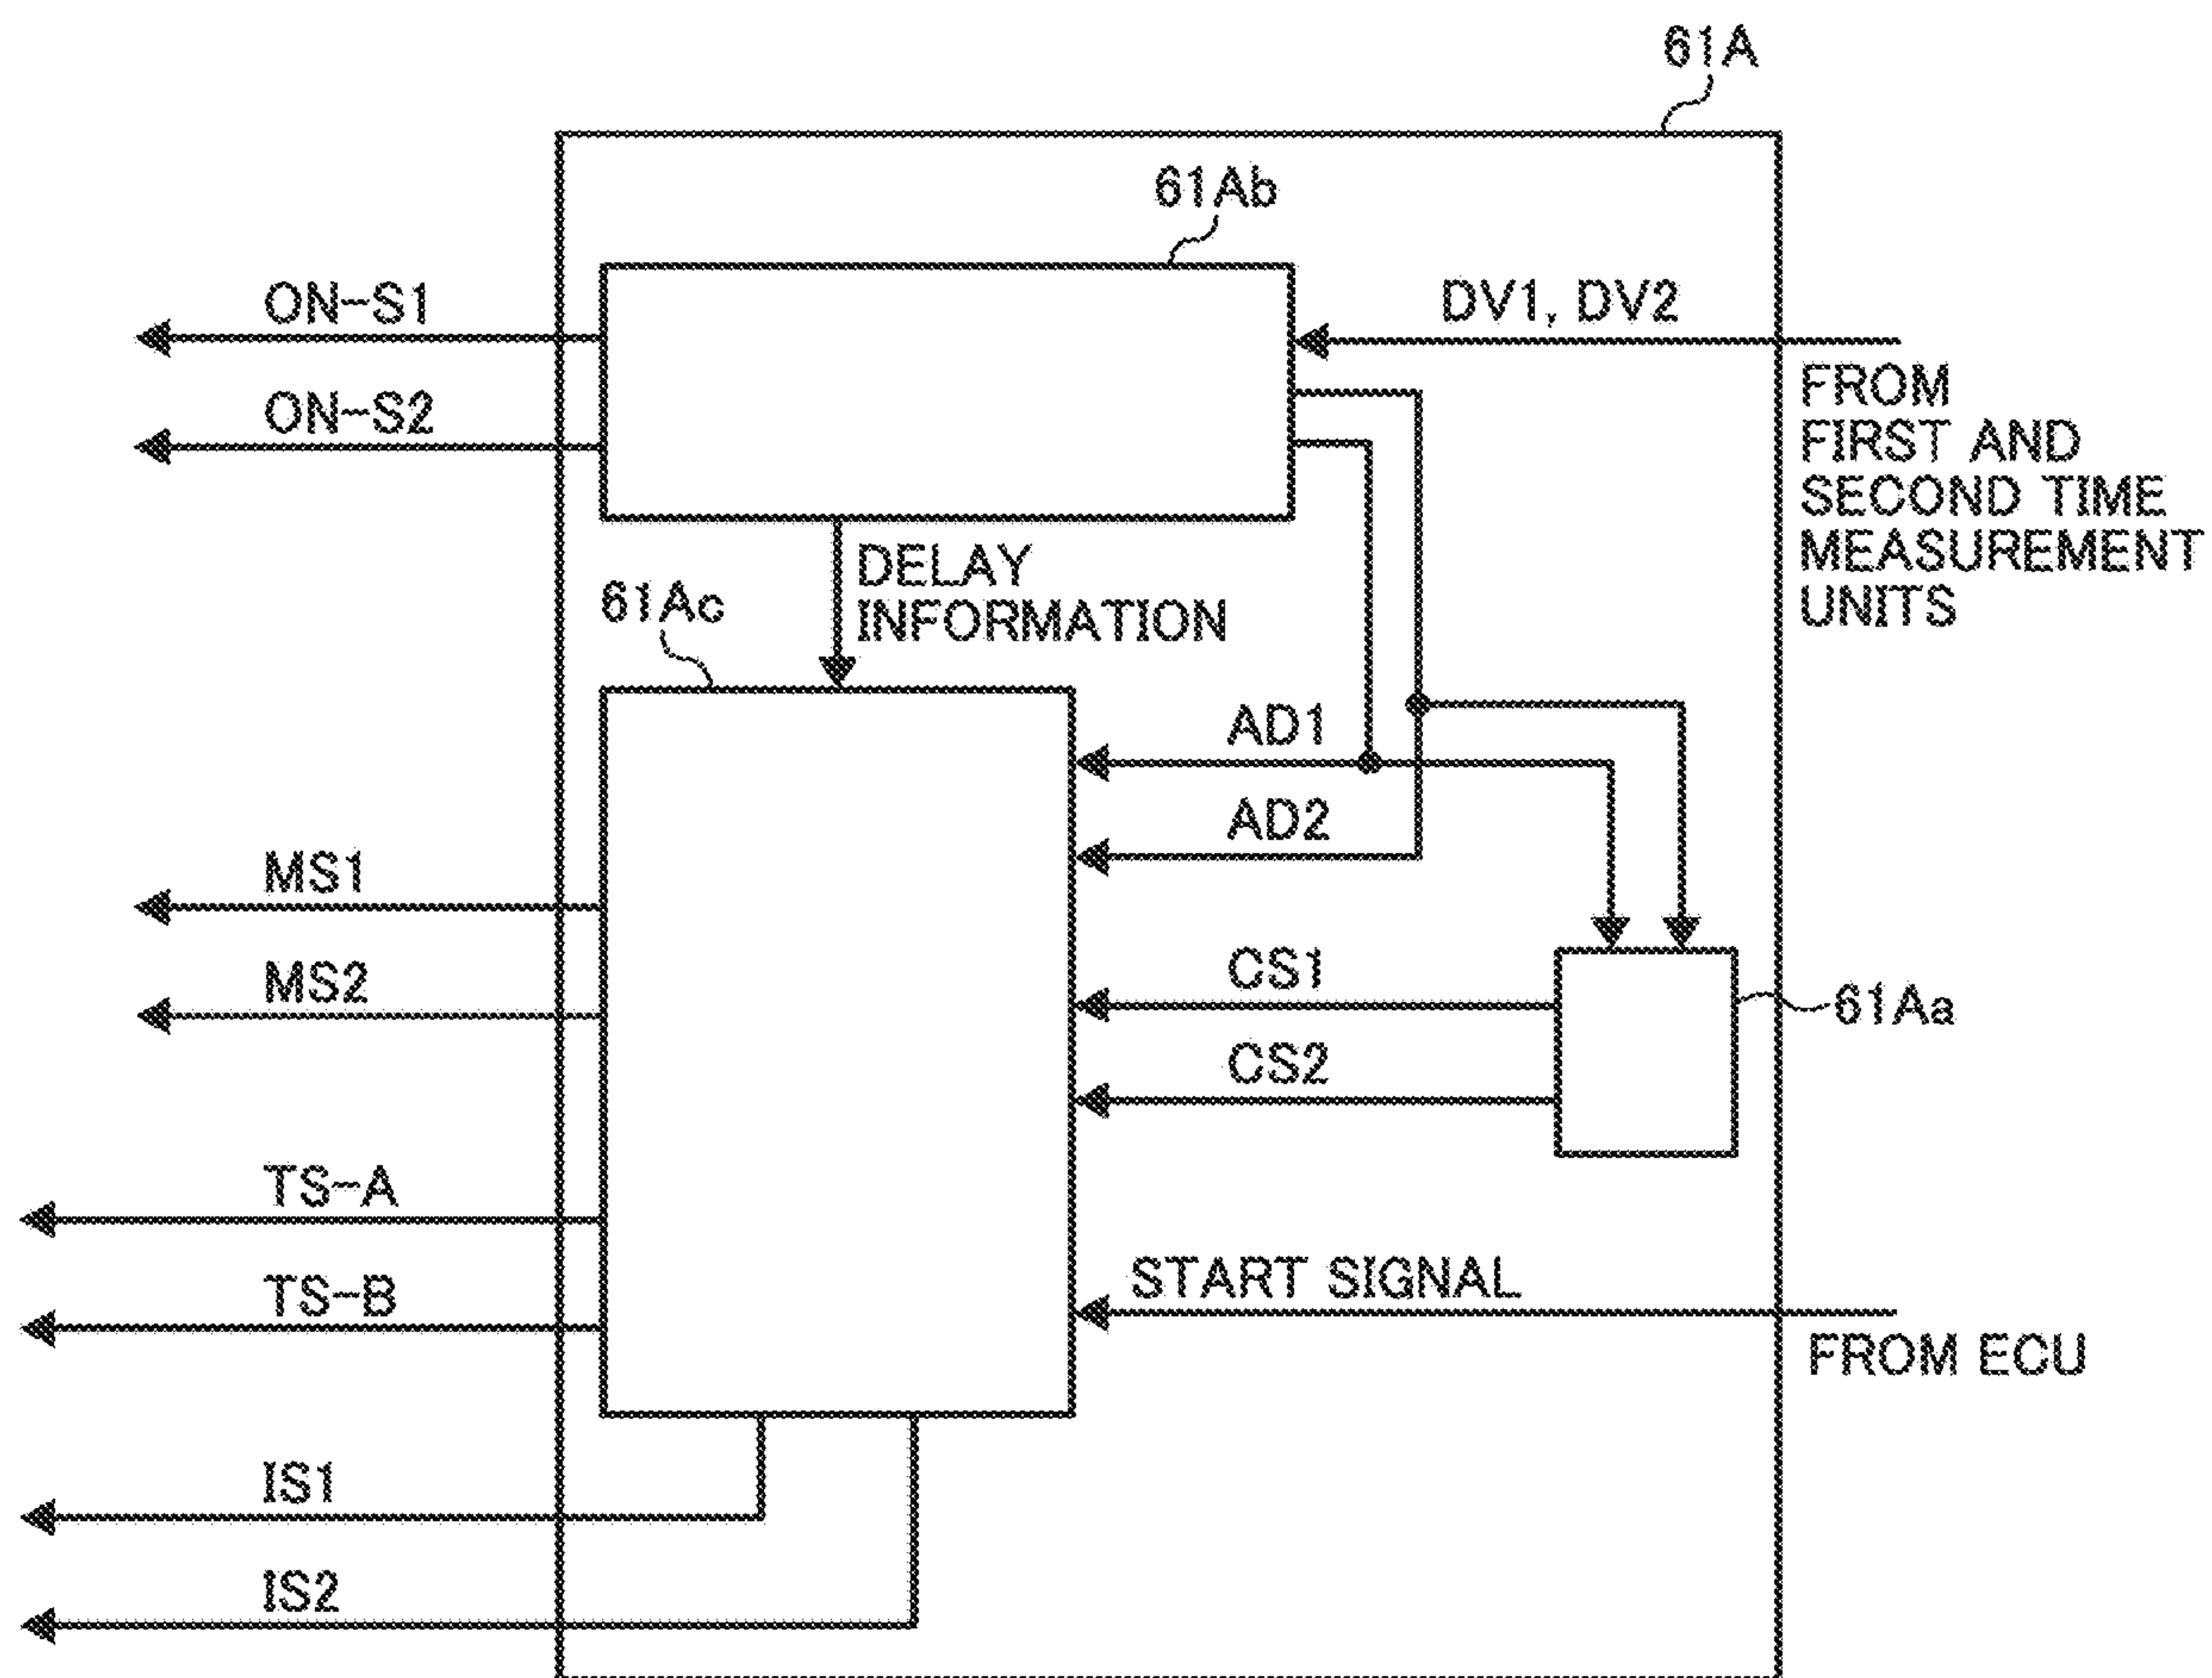 61A
61Ab
ON-S1
DV1, DV2
ON-S2
FROM
FIRST AND
SECOND TIME
MEASUREMENT
UNITS
DELAY
INFORMATION
61Ac
AD1
AD2
MS1
MS2
CS1
61Aa
CS2
TS-A
TS-B
START SIGNAL
FROM ECU
IS1
IS2